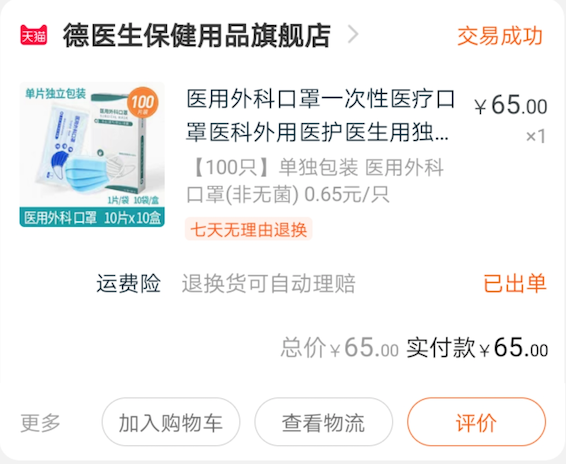 天猫 德医生保健用品旗舰店 交易成功
单片独立包装
100
医用外科口罩
1片/袋 10袋/盒
医用外科口罩 10片x10盒
医用外科口罩一次性医疗口
罩医科外用医护医生用独...
¥65.00
×1
【100只】单独包装 医用外科
口罩(非无菌) 0.65元/只
七天无理由退换
运费险 退换货可自动理赔 已出单
总价¥65.00 实付款¥65.00
更多 加入购物车 查看物流 评价